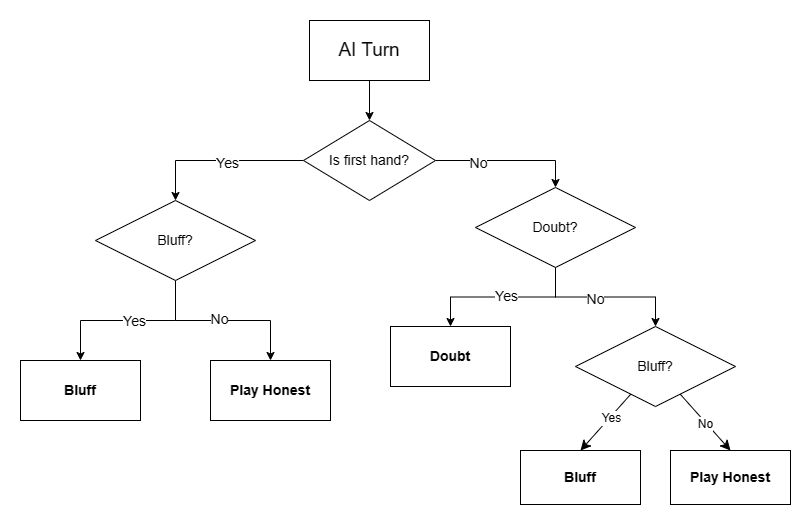 AI Turn
Is first hand?
Yes
No
Bluff?
Doubt?
Yes
No
Yes
No
Bluff
Play Honest
Doubt
Bluff?
Yes
No
Bluff
Play Honest